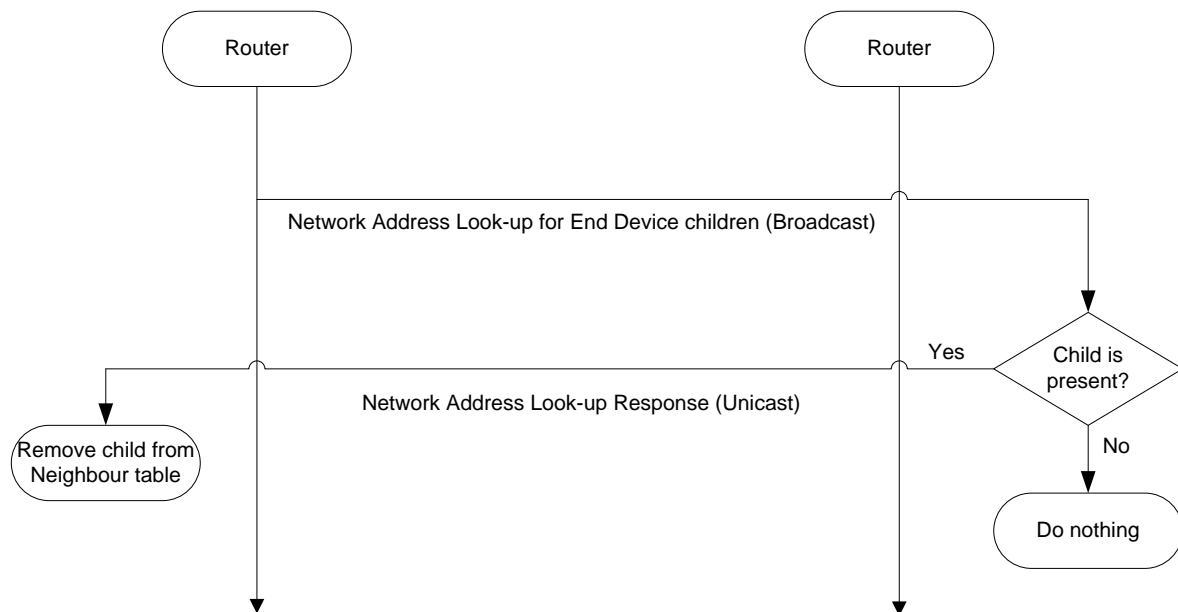 Router
Router
Network Address Look-up for End Device children (Broadcast)
Yes
Child is
present?
Network Address Look-up Response (Unicast)
Remove child from
Neighbour table
No
Do nothing